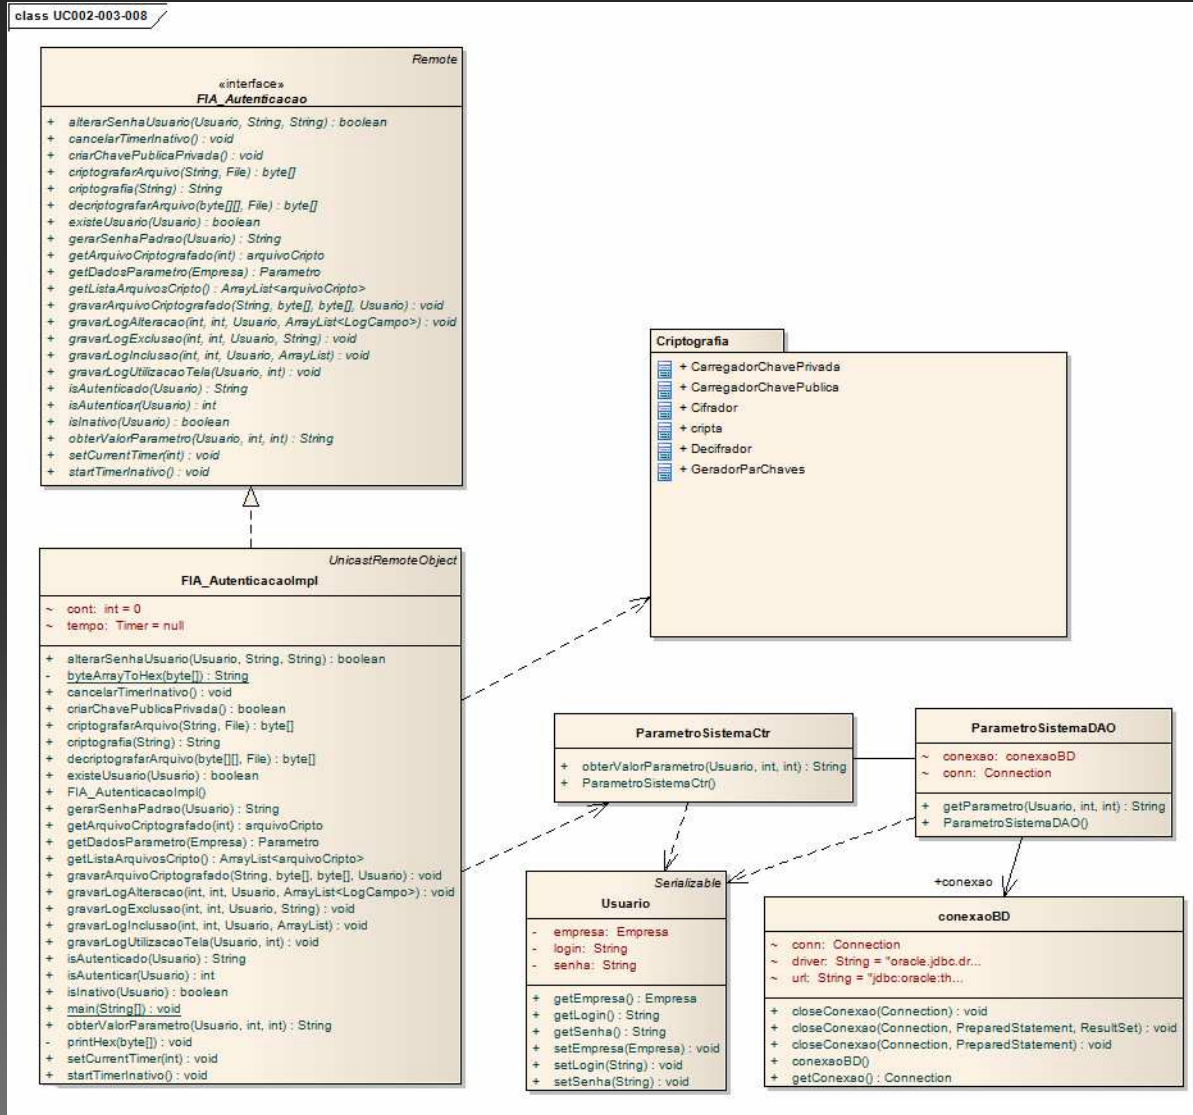 class UC002-003-008
Remote
«interface»
FIA_Autenticacao
+ alterarSenhaUsuario(Usuario, String, String) : boolean
+ cancelarTimerInativo() : void
+ criarChavePublicaPrivada() : void
+ criptografarArquivo(String, File) : byte[]
+ criptografia(String) : String
+ decriptografarArquivo(byte[][], File) : byte[]
+ existeUsuario(Usuario) : boolean
+ gerarSenhaPadrao(Usuario) : String
+ getArquivoCriptografado(int) : arquivoCripto
+ getDadosParametro(Empresa) : Parametro
+ getListaArquivosCripto() : ArrayList<arquivoCripto>
+ gravarArquivoCriptografado(String, byte[], byte[], Usuario) : void
+ gravarLogAlteracao(int, int, Usuario, ArrayList<LogCampo>) : void
+ gravarLogExclusao(int, int, Usuario, String) : void
+ gravarLogInclusao(int, int, Usuario, ArrayList) : void
+ gravarLogUtilizacaoTela(Usuario, int) : void
+ isAutenticado(Usuario) : String
+ isAutenticar(Usuario) : int
+ isInativo(Usuario) : boolean
+ obterValorParametro(Usuario, int, int) : String
+ setCurrentTimer(int) : void
+ startTimerInativo() : void
Criptografia
+ CarregadorChavePrivada
+ CarregadorChavePublica
+ Cifrador
+ cripta
+ Decifrador
+ GeradorParChaves
UnicastRemoteObject
FIA_AutenticacaoImpl
~ cont: int = 0
~ tempo: Timer = null
+ alterarSenhaUsuario(Usuario, String, String) : boolean
- byteArrayToHex(byte[]) : String
+ cancelarTimerInativo() : void
+ criarChavePublicaPrivada() : boolean
+ criptografarArquivo(String, File) : byte[]
+ criptografia(String) : String
+ decriptografarArquivo(byte[][], File) : byte[]
+ existeUsuario(Usuario) : boolean
+ FIA_AutenticacaoImpl()
+ gerarSenhaPadrao(Usuario) : String
+ getArquivoCriptografado(int) : arquivoCripto
+ getDadosParametro(Empresa) : Parametro
+ getListaArquivosCripto() : ArrayList<arquivoCripto>
+ gravarArquivoCriptografado(String, byte[], byte[], Usuario) : void
+ gravarLogAlteracao(int, int, Usuario, ArrayList<LogCampo>) : void
+ gravarLogExclusao(int, int, Usuario, String) : void
+ gravarLogInclusao(int, int, Usuario, ArrayList) : void
+ gravarLogUtilizacaoTela(Usuario, int) : void
+ isAutenticado(Usuario) : String
+ isAutenticar(Usuario) : int
+ isInativo(Usuario) : boolean
+ main(String[]) : void
+ obterValorParametro(Usuario, int, int) : String
- printHex(byte[]) : void
+ setCurrentTimer(int) : void
+ startTimerInativo() : void
ParametroSistemaCtr
+ obterValorParametro(Usuario, int, int) : String
+ ParametroSistemaCtr()
ParametroSistemaDAO
~ conexao: conexaoBD
~ conn: Connection
+ getParametro(Usuario, int, int) : String
+ ParametroSistemaDAO()
+conexao
Serializable
Usuario
- empresa: Empresa
- login: String
- senha: String
+ getEmpresa() : Empresa
+ getLogin() : String
+ getSenha() : String
+ setEmpresa(Empresa) : void
+ setLogin(String) : void
+ setSenha(String) : void
conexaoBD
~ conn: Connection
~ driver: String = "oracle.jdbc.dr...
~ url: String = "jdbc:oracle:th...
+ closeConexao(Connection) : void
+ closeConexao(Connection, PreparedStatement, ResultSet) : void
+ closeConexao(Connection, PreparedStatement) : void
+ conexaoBD()
+ getConexao() : Connection